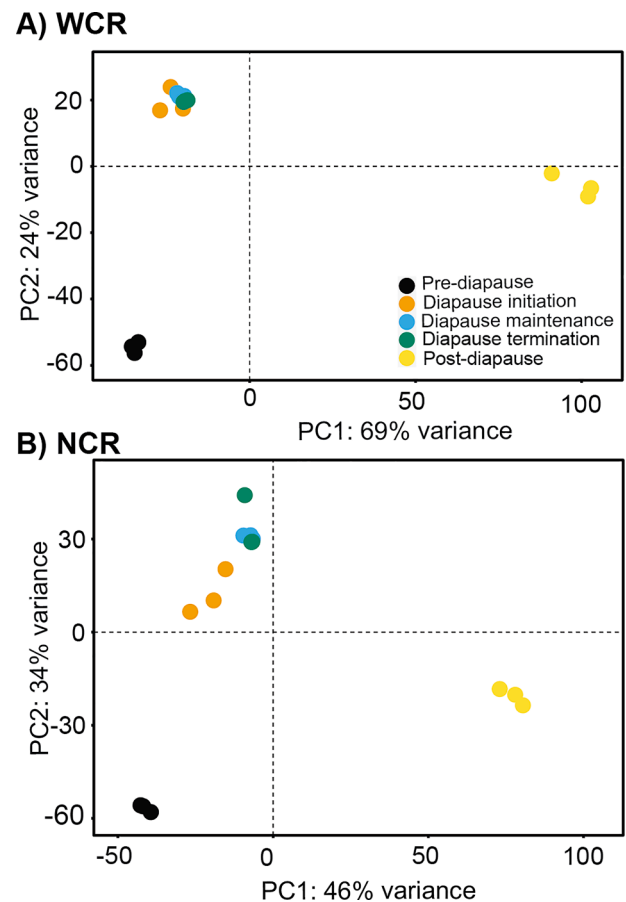 A) WCR
PC2: 24% variance
20
0
-20
-40
-60
Pre-diapause
Diapause initiation
Diapause maintenance
Diapause termination
Post-diapause
0
50
100
PC1: 69% variance
B) NCR
PC2: 34% variance
30
0
-30
-60
-50
0
50
100
PC1: 46% variance